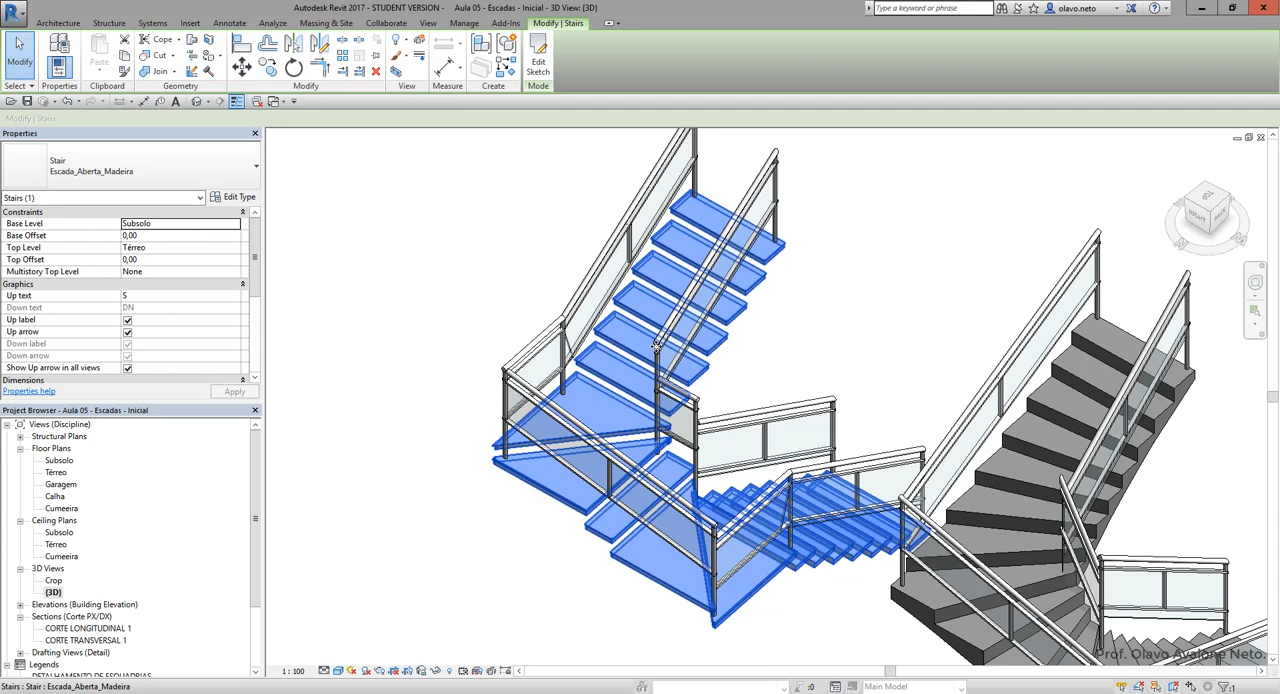 Autodesk Revit 2017 - STUDENT VERSION - Aula 05 - Escadas - Inicial - 3D View: {3D}
Type a keyword or phrase
olavo.neto
Architecture Structure Systems Insert Annotate Analyze Massing & Site Collaborate View Manage Add-Ins Modify | Stairs
Modify
Paste
Cope
Cut
Join
Edit
Sketch
Select Properties Clipboard Geometry Modify View Measure Create Mode
Modify | Stairs
Properties
Stair
Escada_Aberta_Madeira
Stairs (1)
Edit Type
Constraints
Base Level Subsolo
Base Offset 0,00
Top Level Térreo
Top Offset 0,00
Multistory Top Level None
Graphics
Up text S
Down text DN
Up label
Up arrow
Down label
Down arrow
Show Up arrow in all views
Dimensions
Properties help
Apply
Project Browser - Aula 05 - Escadas - Inicial
Views (Discipline)
Structural Plans
Floor Plans
Subsolo
Térreo
Garagem
Calha
Cumeeira
Ceiling Plans
Subsolo
Térreo
Cumeeira
3D Views
Crop
{3D}
Elevations (Building Elevation)
Sections (Corte PX/DX)
CORTE LONGITUDINAL 1
CORTE TRANSVERSAL 1
Drafting Views (Detail)
Legends
RIGHT
BACK
Prof. Olavo Avalone Neto.
1 : 100
Stairs : Stair : Escada_Aberta_Madeira
:0
Main Model
:1